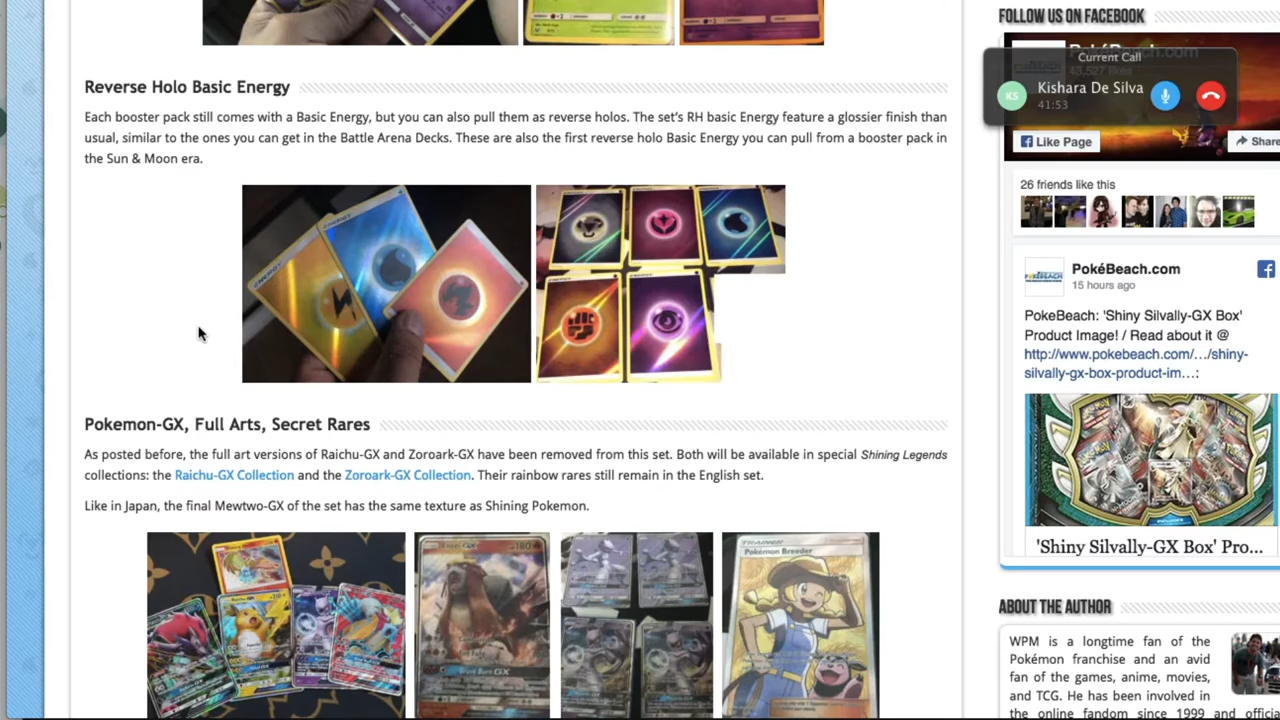 Reverse Holo Basic Energy
Each booster pack still comes with a Basic Energy, but you can also pull them as reverse holos. The set's RH basic Energy feature a glossier finish than
usual, similar to the ones you can get in the Battle Arena Decks. These are also the first reverse holo Basic Energy you can pull from a booster pack in
the Sun & Moon era.
Pokemon-GX, Full Arts, Secret Rares
As posted before, the full art versions of Raichu-GX and Zoroark-GX have been removed from this set. Both will be available in special Shining Legends
collections: the Raichu-GX Collection and the Zoroark-GX Collection. Their rainbow rares still remain in the English set.
Like in Japan, the final Mewtwo-GX of the set has the same texture as Shining Pokemon.
TRAINER
Pokémon Breeder
FOLLOW US ON FACEBOOK
PokéBeach.com
43,527 likes
Current Call
KS
Kishara De Silva
41:53
Like Page
Share
26 friends like this
PokéBeach.com
15 hours ago
PokeBeach: 'Shiny Silvally-GX Box'
Product Image! / Read about it @
http://www.pokebeach.com/…/shiny-
silvally-gx-box-product-im…:
'Shiny Silvally-GX Box' Pro...
ABOUT THE AUTHOR
WPM is a longtime fan of the
Pokémon franchise and an avid
fan of the games, anime, movies,
and TCG. He has been involved in
the online fandom since 1999 and officia